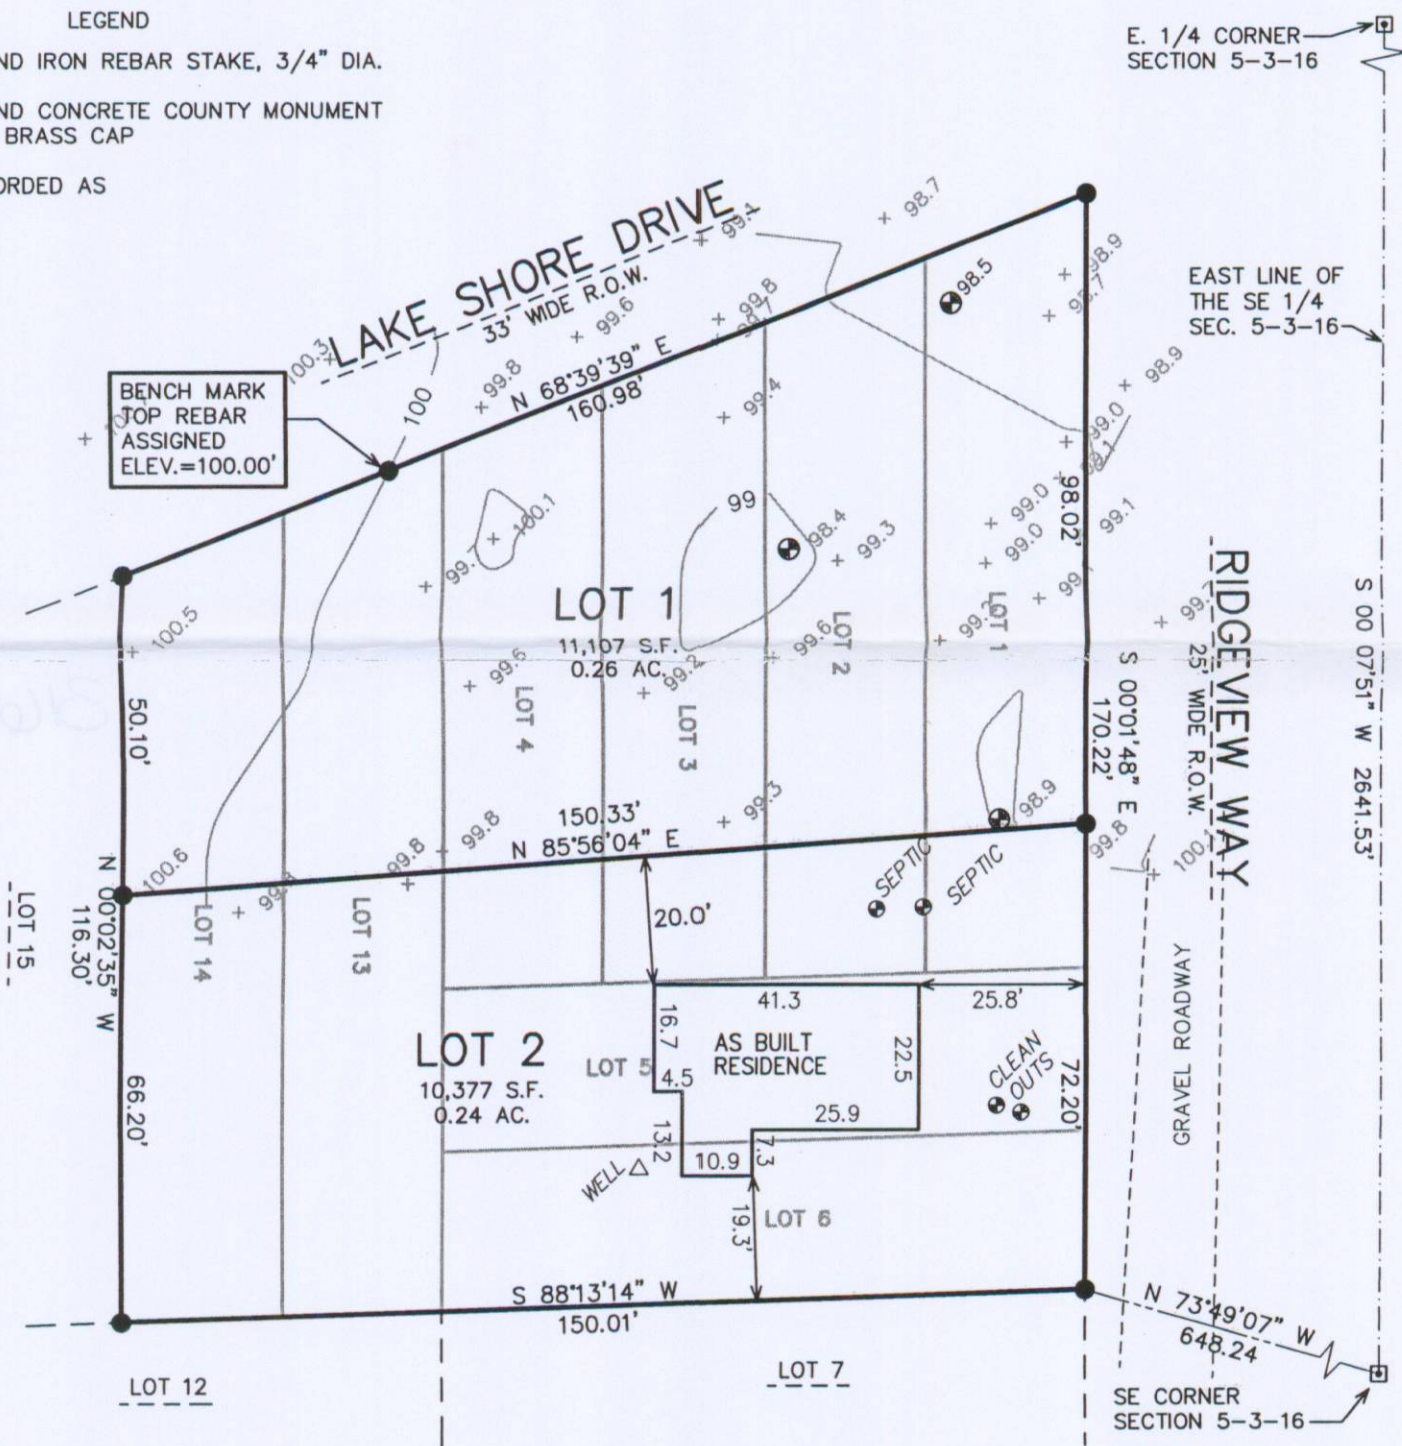 LEGEND
ND IRON REBAR STAKE, 3/4" DIA.
ND CONCRETE COUNTY MONUMENT
BRASS CAP
ORDED AS
E. 1/4 CORNER
SECTION 5-3-16
EAST LINE OF
THE SE 1/4
SEC. 5-3-16
LAKE SHORE DRIVE
33' WIDE R.O.W.
99.1
98.7
98.9
98.5
99.8
99.6
100.3
99.8
N 68°39'39" E
160.98'
99.4
98.9
99.0
BENCH MARK
TOP REBAR
ASSIGNED
ELEV.=100.00'
100
100.1
99
98.4
99.3
99.0
99.0
99.1
98.02'
LOT 1
11,107 S.F.
0.26 AC.
100.5
50.10'
99.6
99.2
LOT 4
LOT 3
99.6
LOT 2
99.2
LOT 1
S 00°01'48" E
170.22'
RIDGEVIEW WAY
25' WIDE R.O.W.
S 00 07'51" W 2641.53'
150.33'
N 85°56'04" E
99.3
98.9
99.8
99.8
99.8
100.6
LOT 14
LOT 13
LOT 15
N 00°02'35" W
116.30'
66.20'
20.0'
SEPTIC
SEPTIC
41.3
25.8'
16.7
4.5
AS BUILT
RESIDENCE
22.5
25.9
13.2
10.9
7.3
CLEAN
OUTS
72.20'
GRAVEL ROADWAY
LOT 2
10,377 S.F.
0.24 AC.
LOT 5
WELL
19.3'
LOT 6
S 88°13'14" W
150.01'
N 73°49'07" W
648.24
LOT 12
LOT 7
SE CORNER
SECTION 5-3-16